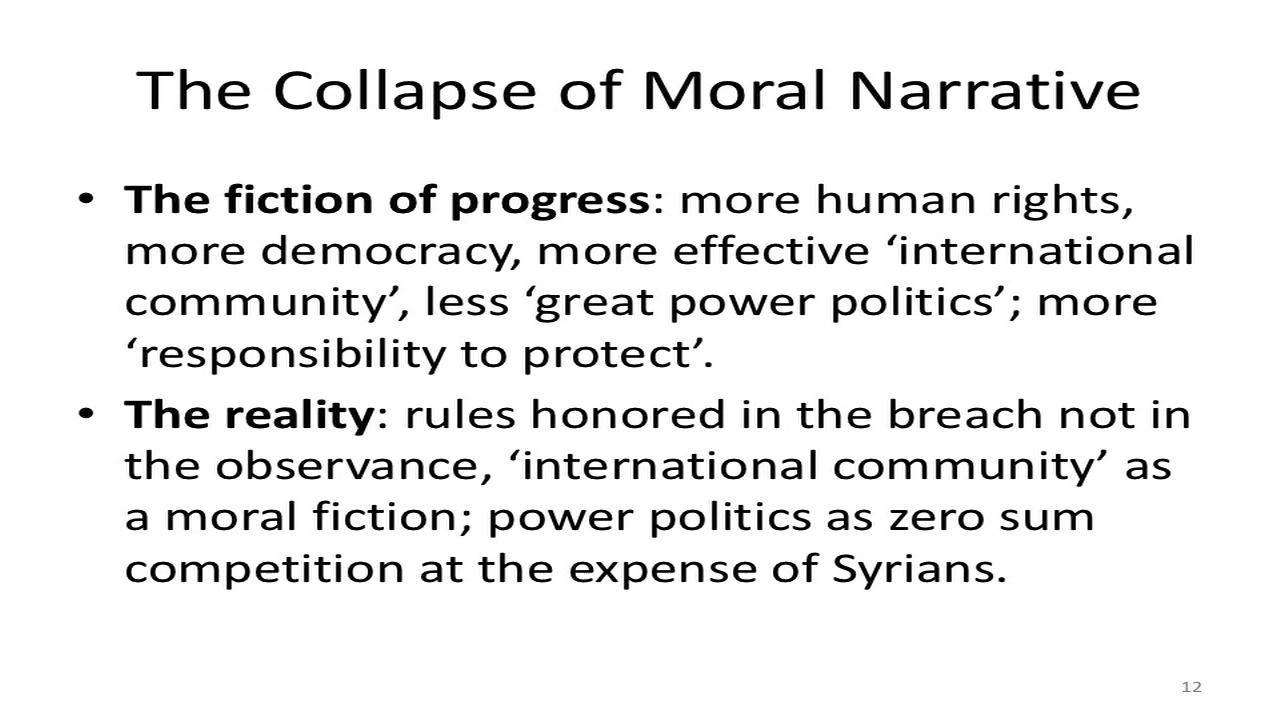 The Collapse of Moral Narrative
• The fiction of progress: more human rights,
more democracy, more effective ‘international
community’, less ‘great power politics’; more
‘responsibility to protect’.
• The reality: rules honored in the breach not in
the observance, ‘international community’ as
a moral fiction; power politics as zero sum
competition at the expense of Syrians.
12